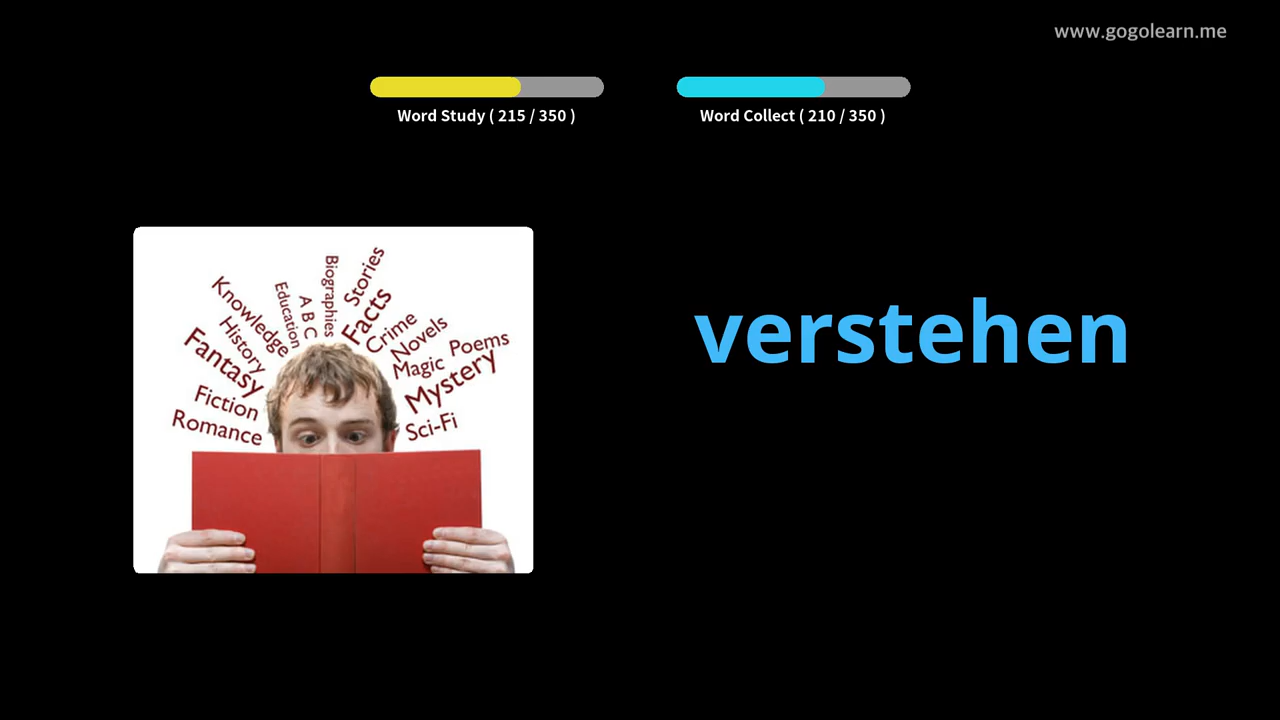 www.gogolearn.me
Word Study ( 215 / 350 )
Word Collect ( 210 / 350 )
verstehen
Romance
Fiction
Fantasy
History
Knowledge
Education
A B C
Biographies
Stories
Facts
Crime
Novels
Magic
Poems
Mystery
Sci-Fi